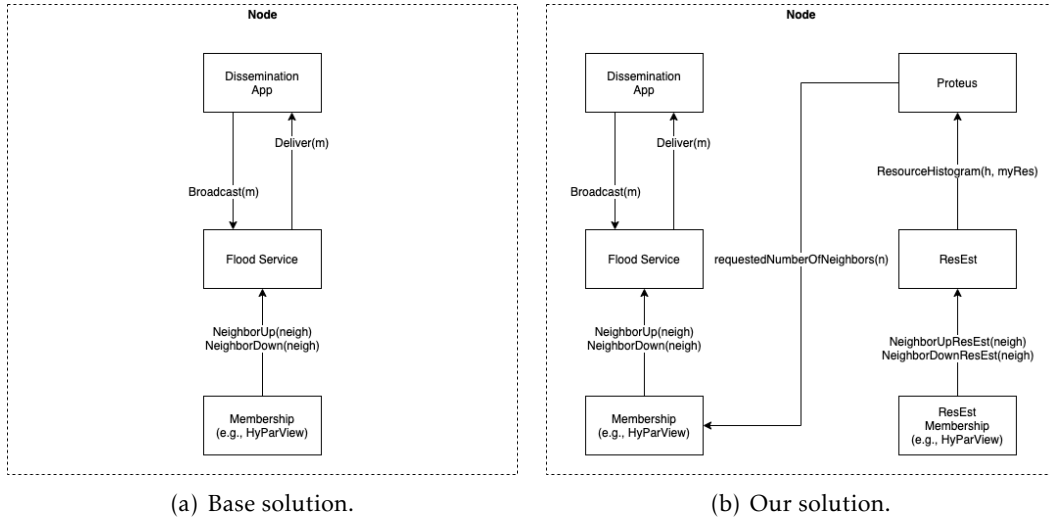 Node
Dissemination
App
Deliver(m)
Broadcast(m)
Flood Service
NeighborUp(neigh)
NeighborDown(neigh)
Membership
(e.g., HyParView)
(a) Base solution.
Node
Dissemination
App
Proteus
Deliver(m)
ResourceHistogram(h, myRes)
Broadcast(m)
Flood Service
requestedNumberOfNeighbors(n)
ResEst
NeighborUp(neigh)
NeighborDown(neigh)
NeighborUpResEst(neigh)
NeighborDownResEst(neigh)
Membership
(e.g., HyParView)
ResEst
Membership
(e.g., HyParView)
(b) Our solution.